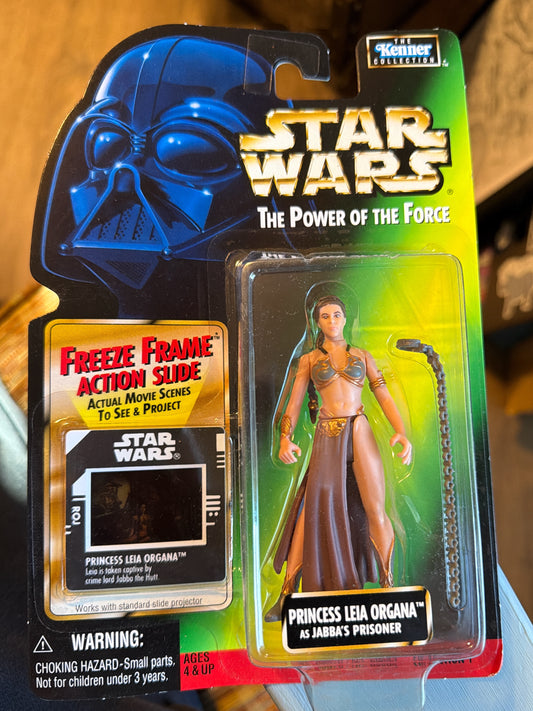 THE
Kenner
COLLECTION
STAR
WARS
®
THE POWER OF THE FORCE
FREEZE FRAME™
ACTION SLIDE
ACTUAL MOVIE SCENES
TO SEE & PROJECT
STAR
WARS®
ROJ
PRINCESS LEIA ORGANA™
Leia is taken captive by
crime lord Jabba the Hutt.
Works with standard slide projector
PRINCESS LEIA ORGANA™
AS JABBA'S PRISONER
WARNING:
CHOKING HAZARD-Small parts.
Not for children under 3 years.
AGES
4 & UP